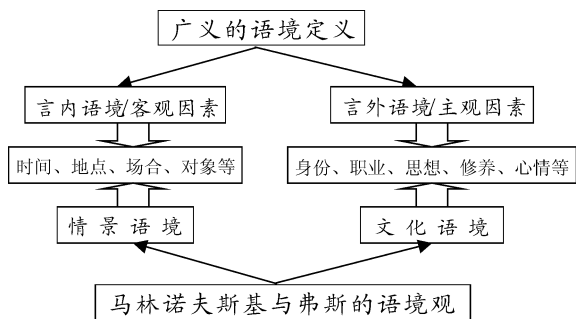 广义的语境定义
言内语境/客观因素
言外语境/主观因素
时间、地点、场合、对象等
身份、职业、思想、修养、心情等
情景语境
文化语境
马林诺夫斯基与弗斯的语境观